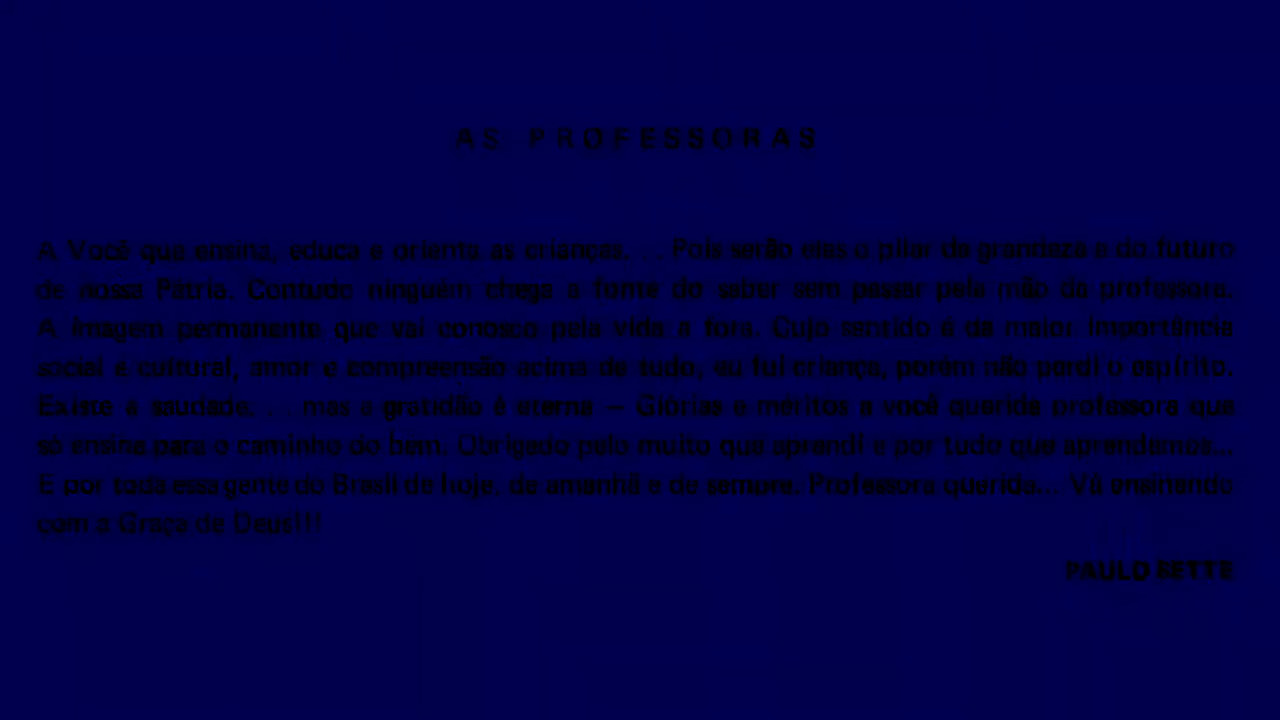 AS PROFESSORAS
A Você que ensina, educa e orienta as crianças. . . Pois serão elas o pilar da grandeza e do futuro
de nossa Pátria. Contudo ninguém chega a fonte do saber sem passar pela mão da professora.
A imagem permanente que vai conosco pela vida a fora. Cujo sentido é da maior importância
social e cultural, amor e compreensão acima de tudo, eu fui criança, porém não perdi o espírito.
Existe a saudade. . . mas a gratidão é eterna — Glórias e méritos a você querida professora que
só ensina para o caminho do bem. Obrigado pelo muito que aprendi e por tudo que aprendemos...
E por toda essa gente do Brasil de hoje, de amanhã e de sempre. Professora querida... Vá ensinando
com a Graça de Deus!!!
PAULO BETTE